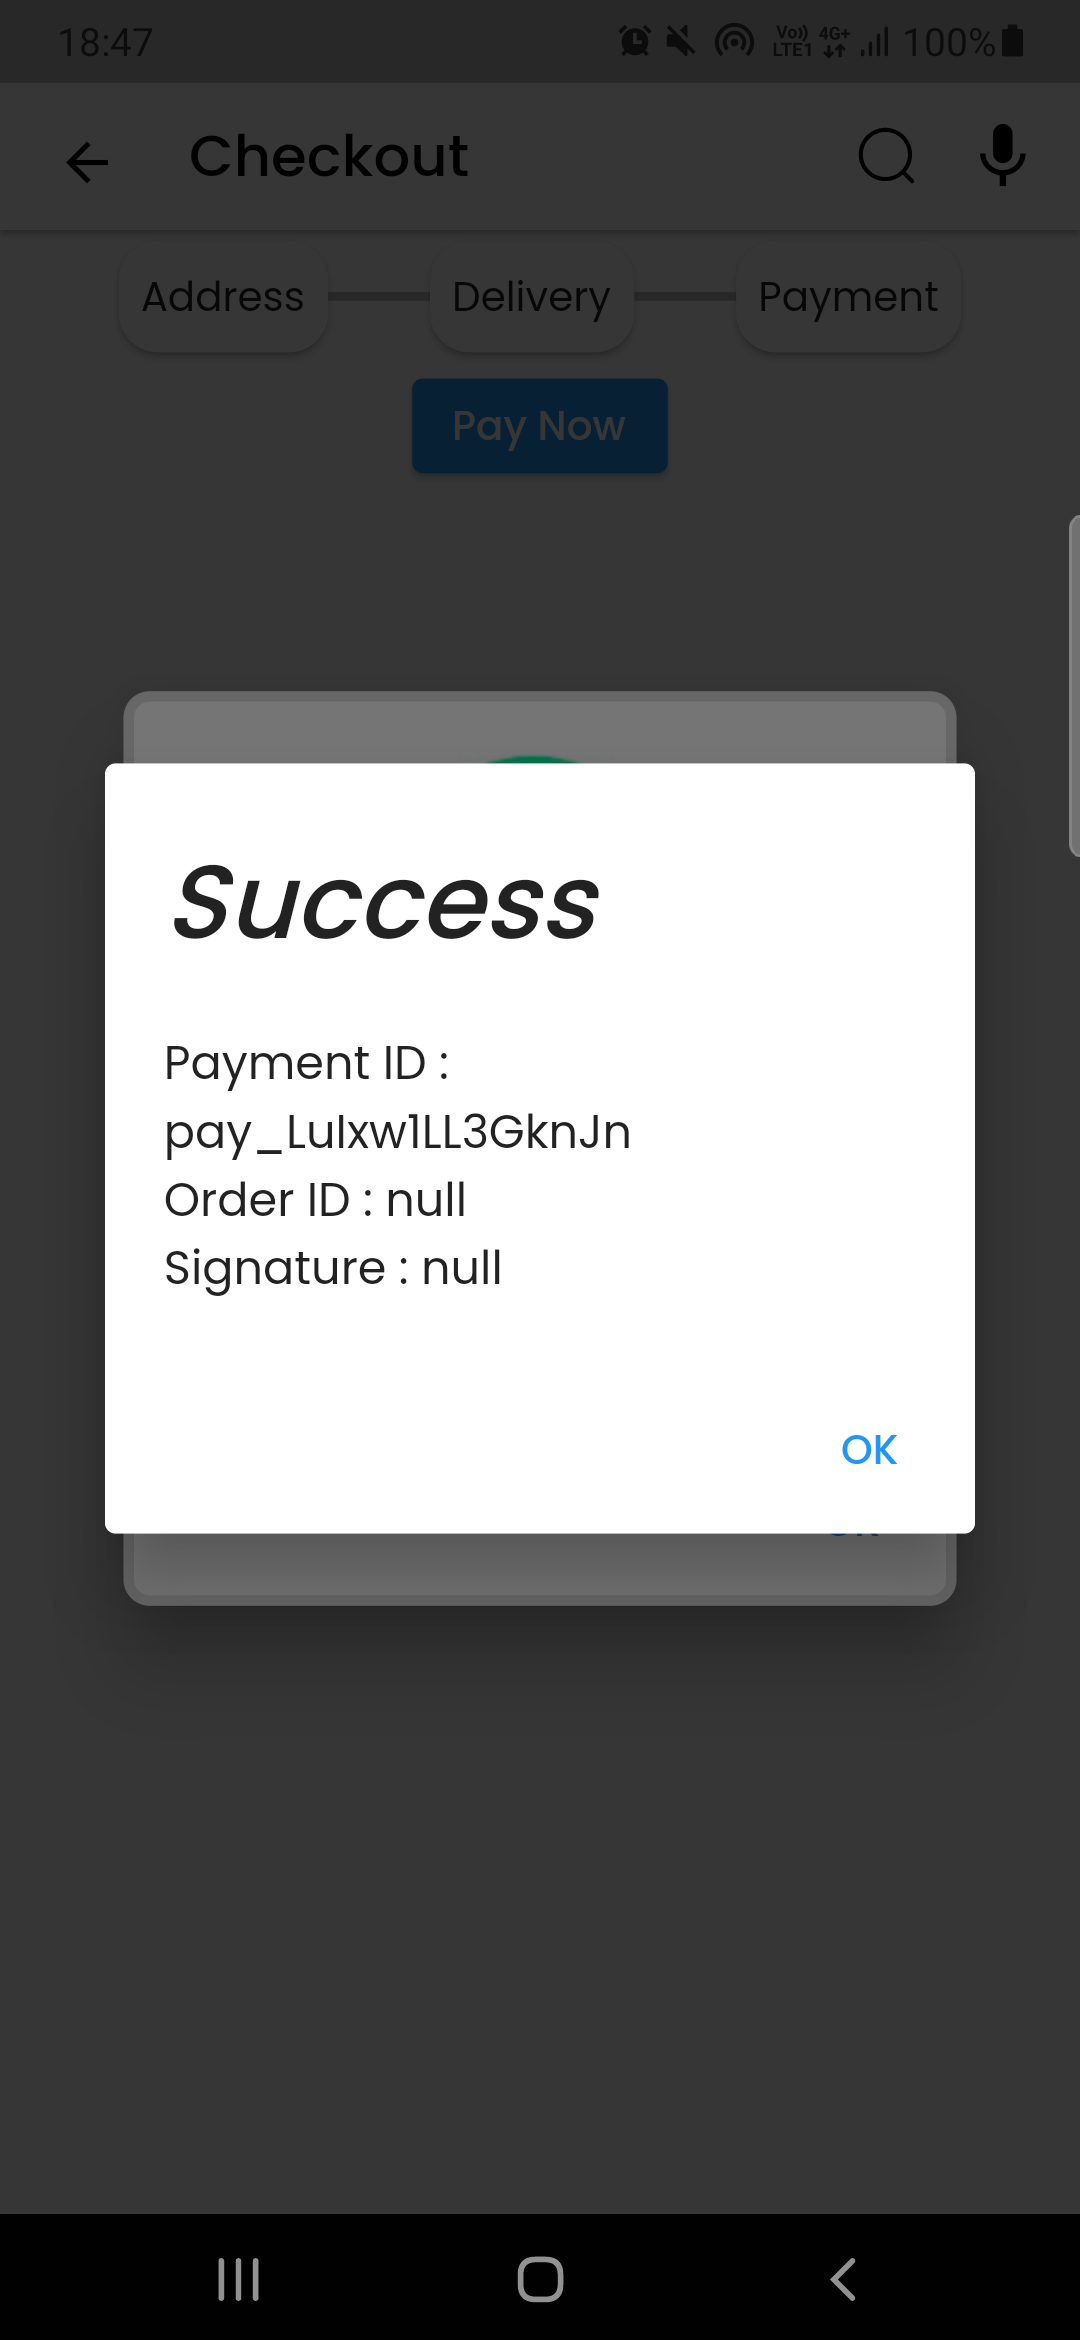 18:47
Vo)) 4G+
LTE1
100%
Checkout
Address Delivery Payment
Pay Now
Success
Payment ID :
pay_LuIxw1LL3GknJn
Order ID : null
Signature : null
OK